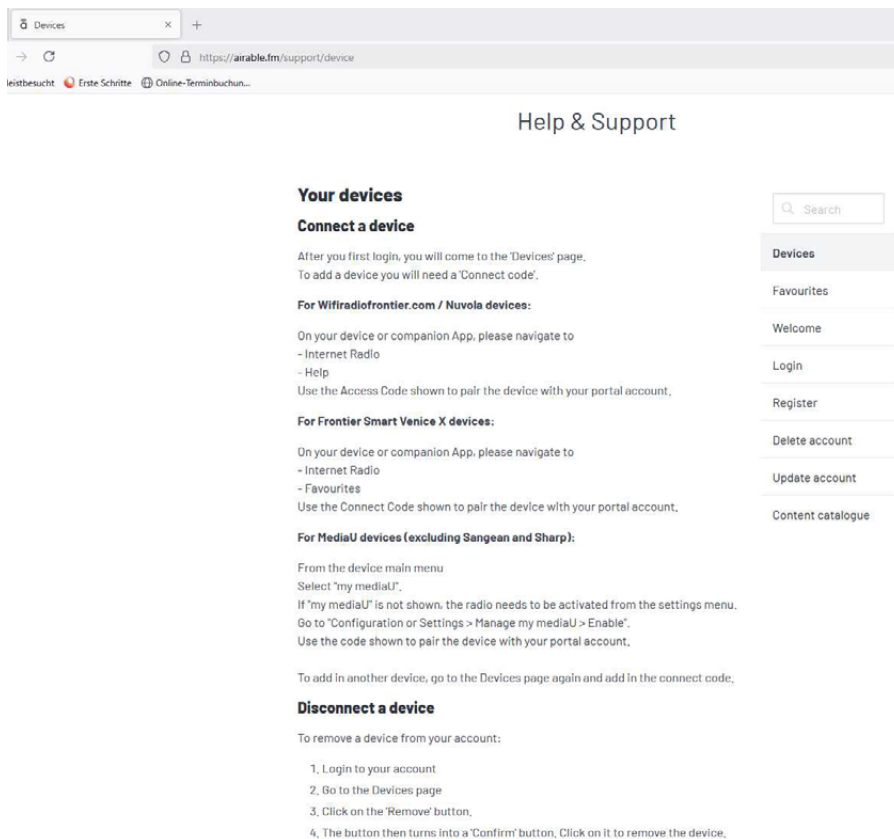 ā Devices × +
https://airable.fm/support/device
leistbesucht Erste Schritte Online-Terminbuchun...
Help & Support
Your devices
Connect a device
After you first login, you will come to the 'Devices' page.
To add a device you will need a 'Connect code'.
For Wifiradiofrontier.com / Nuvola devices:
On your device or companion App, please navigate to
- Internet Radio
- Help
Use the Access Code shown to pair the device with your portal account.
For Frontier Smart Venice X devices:
On your device or companion App, please navigate to
- Internet Radio
- Favourites
Use the Connect Code shown to pair the device with your portal account.
For MediaU devices (excluding Sangean and Sharp):
From the device main menu
Select "my mediaU".
If "my mediaU" is not shown, the radio needs to be activated from the settings menu.
Go to "Configuration or Settings > Manage my mediaU > Enable".
Use the code shown to pair the device with your portal account.
To add in another device, go to the Devices page again and add in the connect code.
Disconnect a device
To remove a device from your account:
1. Login to your account
2. Go to the Devices page
3. Click on the 'Remove' button.
4. The button then turns into a 'Confirm' button. Click on it to remove the device.
Search
Devices
Favourites
Welcome
Login
Register
Delete account
Update account
Content catalogue